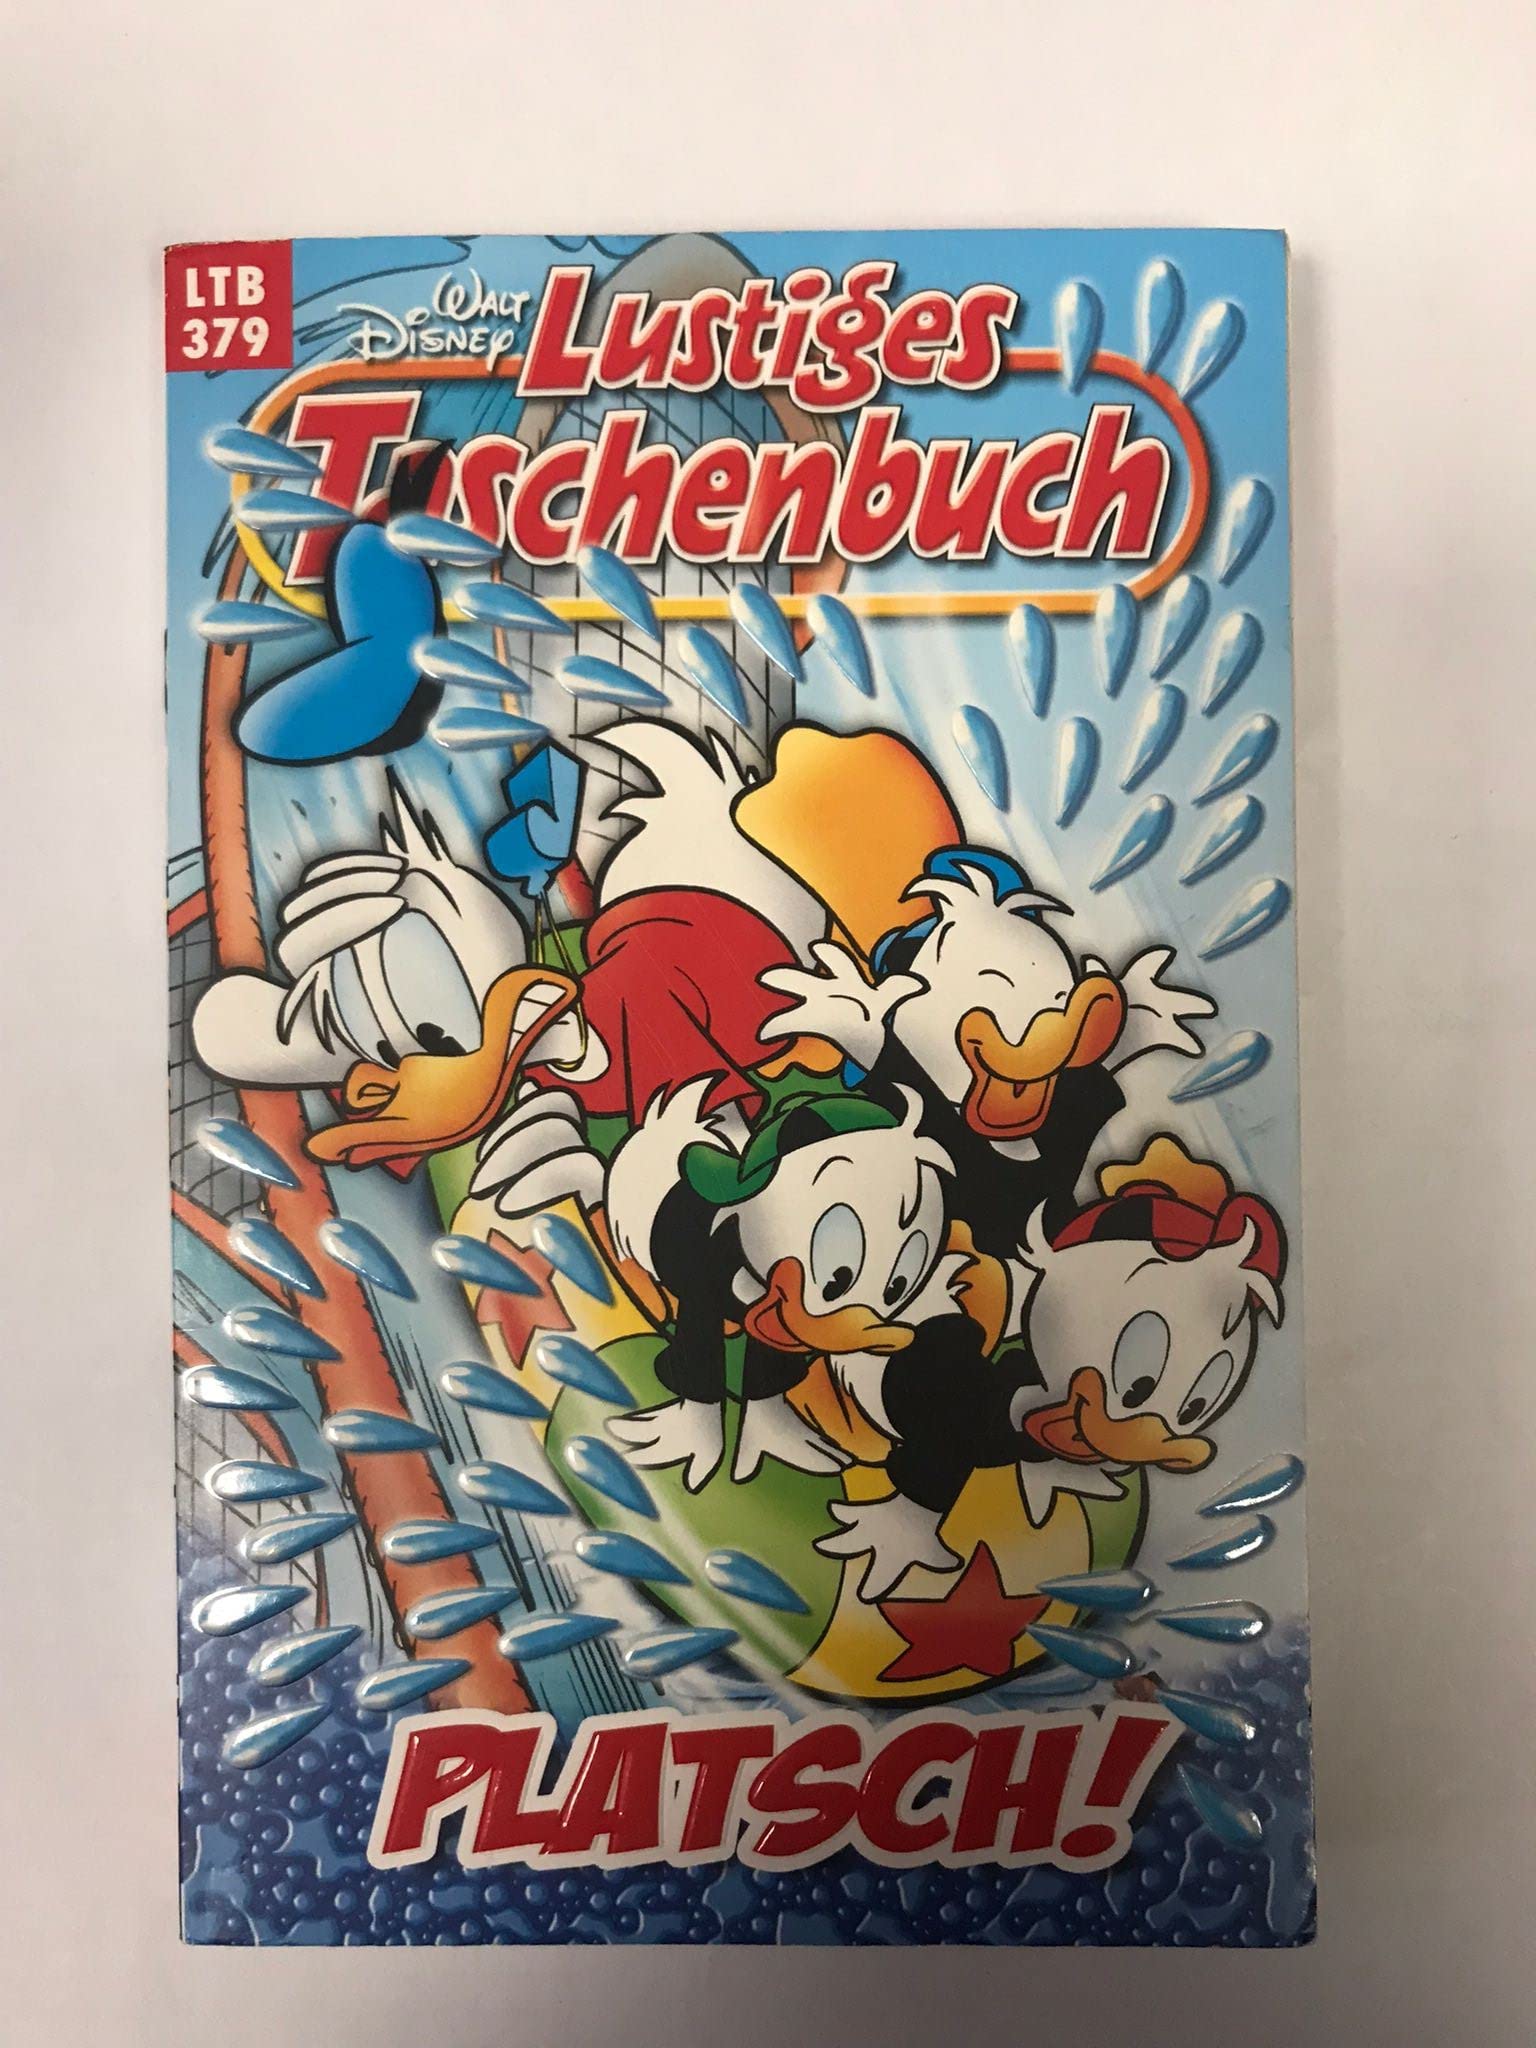 LTB
379
WALT
DISNEY
Lustiges
Taschenbuch
PLATSCH!